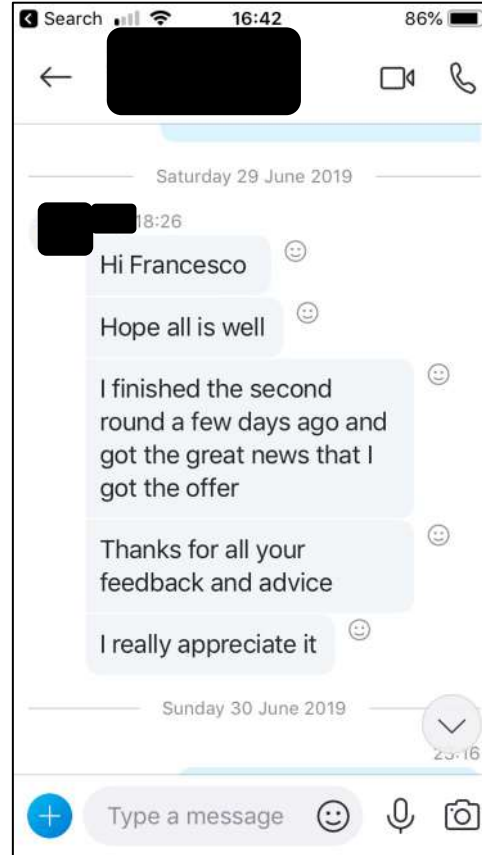 Search 16:42 86%
Saturday 29 June 2019
18:26
Hi Francesco
Hope all is well
I finished the second
round a few days ago and
got the great news that I
got the offer
Thanks for all your
feedback and advice
I really appreciate it
Sunday 30 June 2019
23:16
Type a message